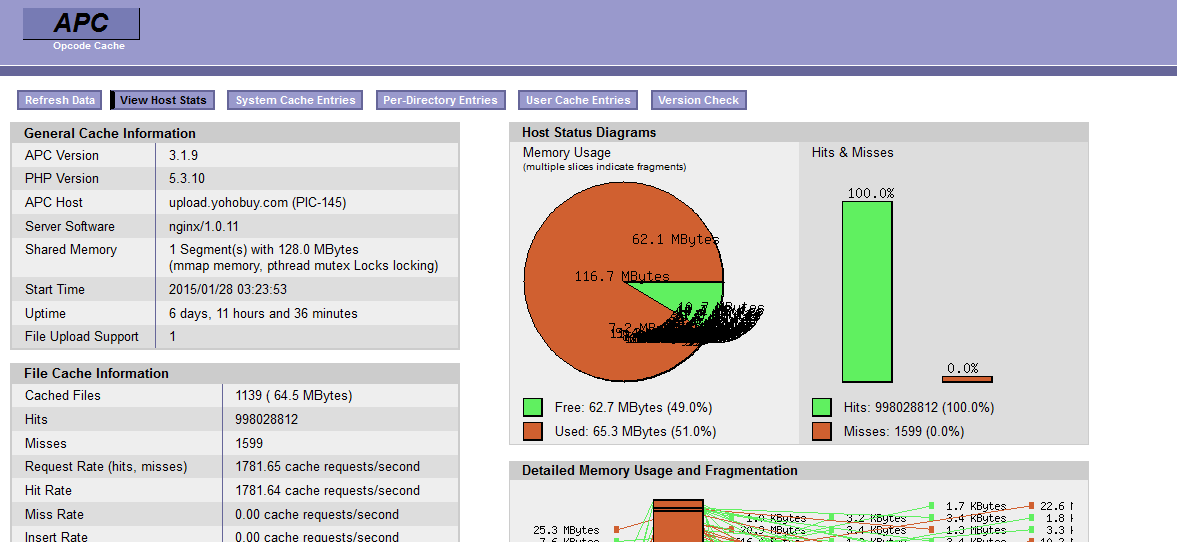 APC
Opcode Cache
Refresh Data
View Host Stats
System Cache Entries
Per-Directory Entries
User Cache Entries
Version Check
General Cache Information
APC Version 3.1.9
PHP Version 5.3.10
APC Host upload.yohobuy.com (PIC-145)
Server Software nginx/1.0.11
Shared Memory 1 Segment(s) with 128.0 MBytes
(mmap memory, pthread mutex Locks locking)
Start Time 2015/01/28 03:23:53
Uptime 6 days, 11 hours and 36 minutes
File Upload Support 1
File Cache Information
Cached Files 1139 ( 64.5 MBytes)
Hits 998028812
Misses 1599
Request Rate (hits, misses) 1781.65 cache requests/second
Hit Rate 1781.64 cache requests/second
Miss Rate 0.00 cache requests/second
Insert Rate 0.00 cache requests/second
Host Status Diagrams
Memory Usage
(multiple slices indicate fragments)
62.1 MBytes
116.7 MBytes
Free: 62.7 MBytes (49.0%)
Used: 65.3 MBytes (51.0%)
Hits & Misses
100.0%
0.0%
Hits: 998028812 (100.0%)
Misses: 1599 (0.0%)
Detailed Memory Usage and Fragmentation
1.7 KBytes 22.6
3.2 KBytes 3.4 KBytes 1.8
25.3 MBytes 3.4 KBytes 3.3